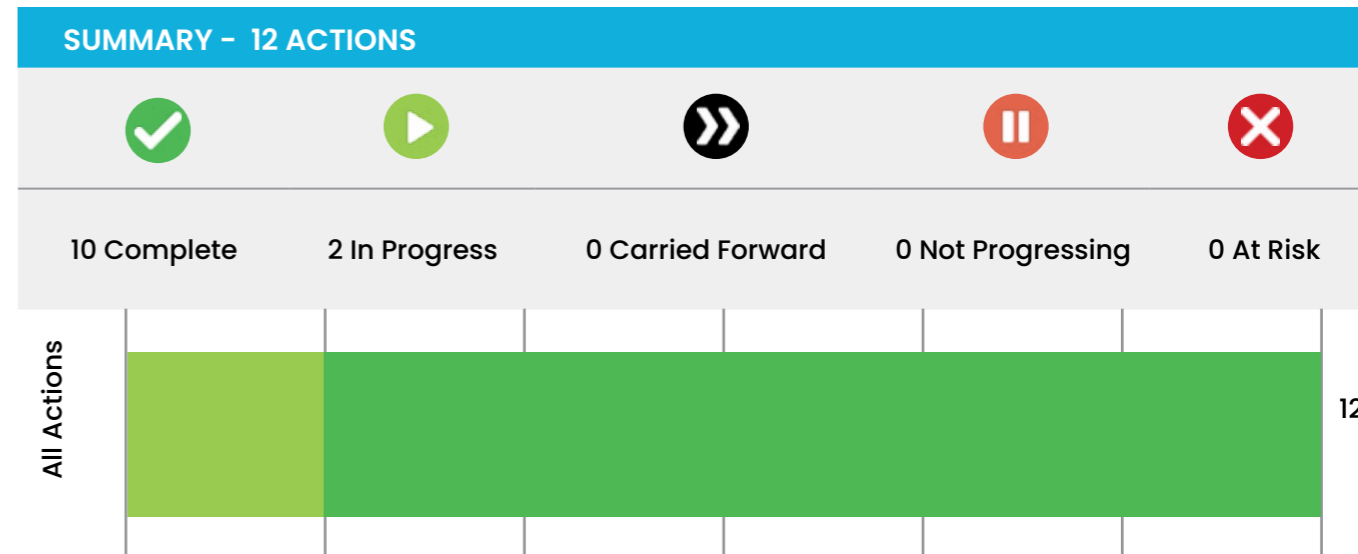 SUMMARY - 12 ACTIONS
10 Complete 2 In Progress 0 Carried Forward 0 Not Progressing 0 At Risk
All Actions
12